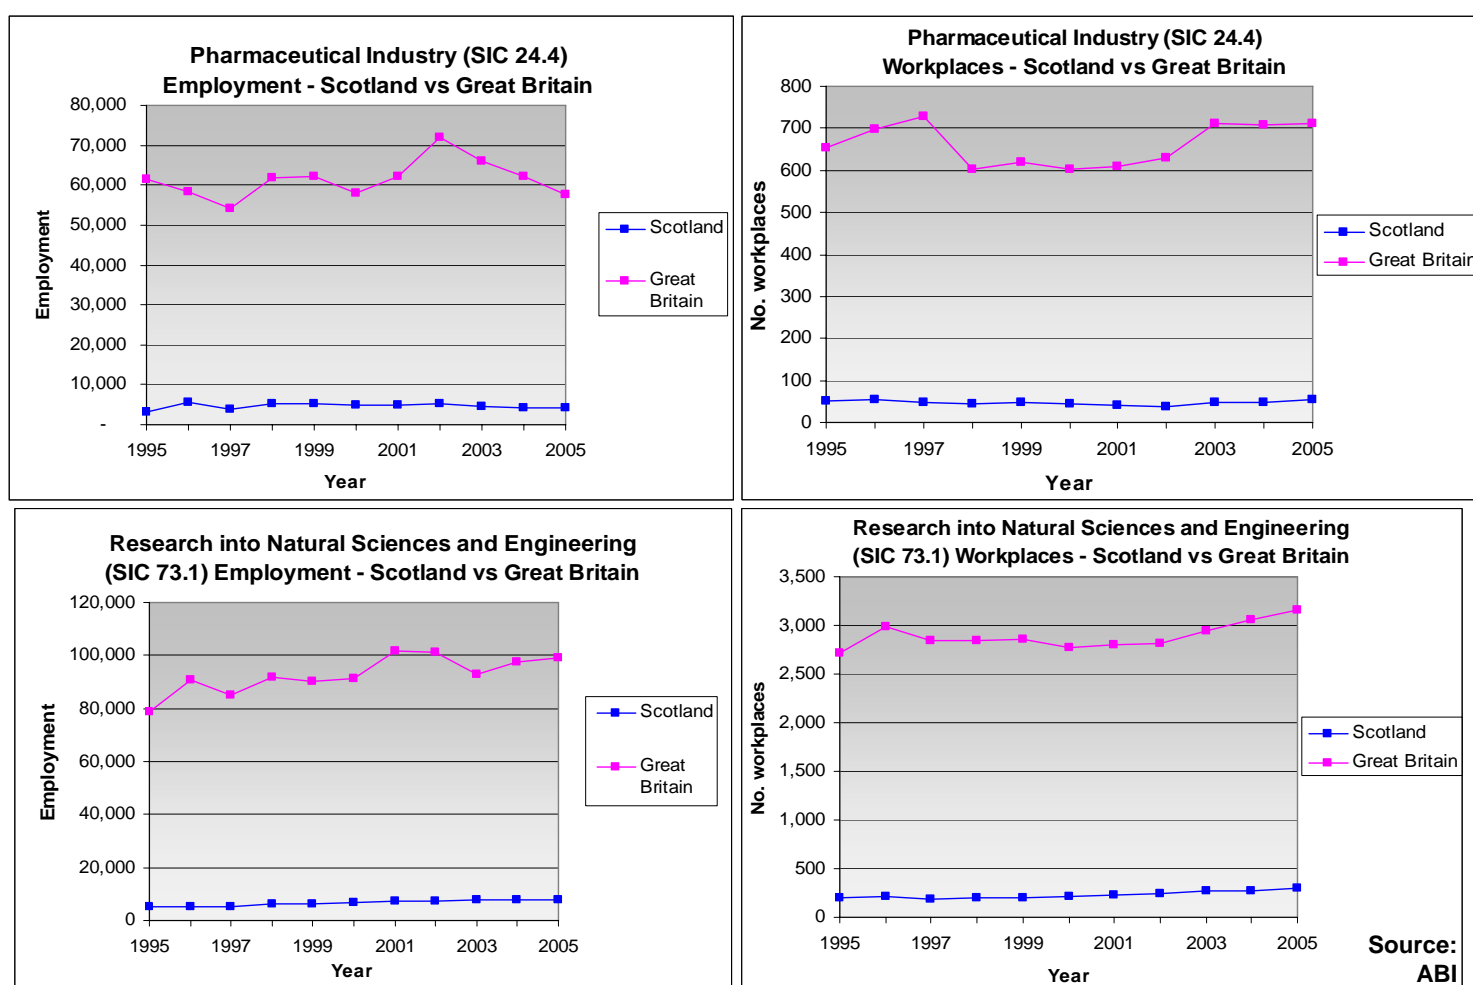 Pharmaceutical Industry (SIC 24.4)
Employment - Scotland vs Great Britain
80,000
70,000
60,000
50,000
40,000
30,000
20,000
10,000
-
Employment
1995
1997
1999
2001
2003
2005
Year
Scotland
Great
Britain
Pharmaceutical Industry (SIC 24.4)
Workplaces - Scotland vs Great Britain
800
700
600
500
400
300
200
100
0
No. workplaces
1995
1997
1999
2001
2003
2005
Year
Scotland
Great Britain
Research into Natural Sciences and Engineering
(SIC 73.1) Employment - Scotland vs Great Britain
120,000
100,000
80,000
60,000
40,000
20,000
0
Employment
1995
1997
1999
2001
2003
2005
Year
Scotland
Great
Britain
Research into Natural Sciences and Engineering
(SIC 73.1) Workplaces - Scotland vs Great Britain
3,500
3,000
2,500
2,000
1,500
1,000
500
0
No. workplaces
1995
1997
1999
2001
2003
2005
Year
Scotland
Great Britain
Source:
ABI